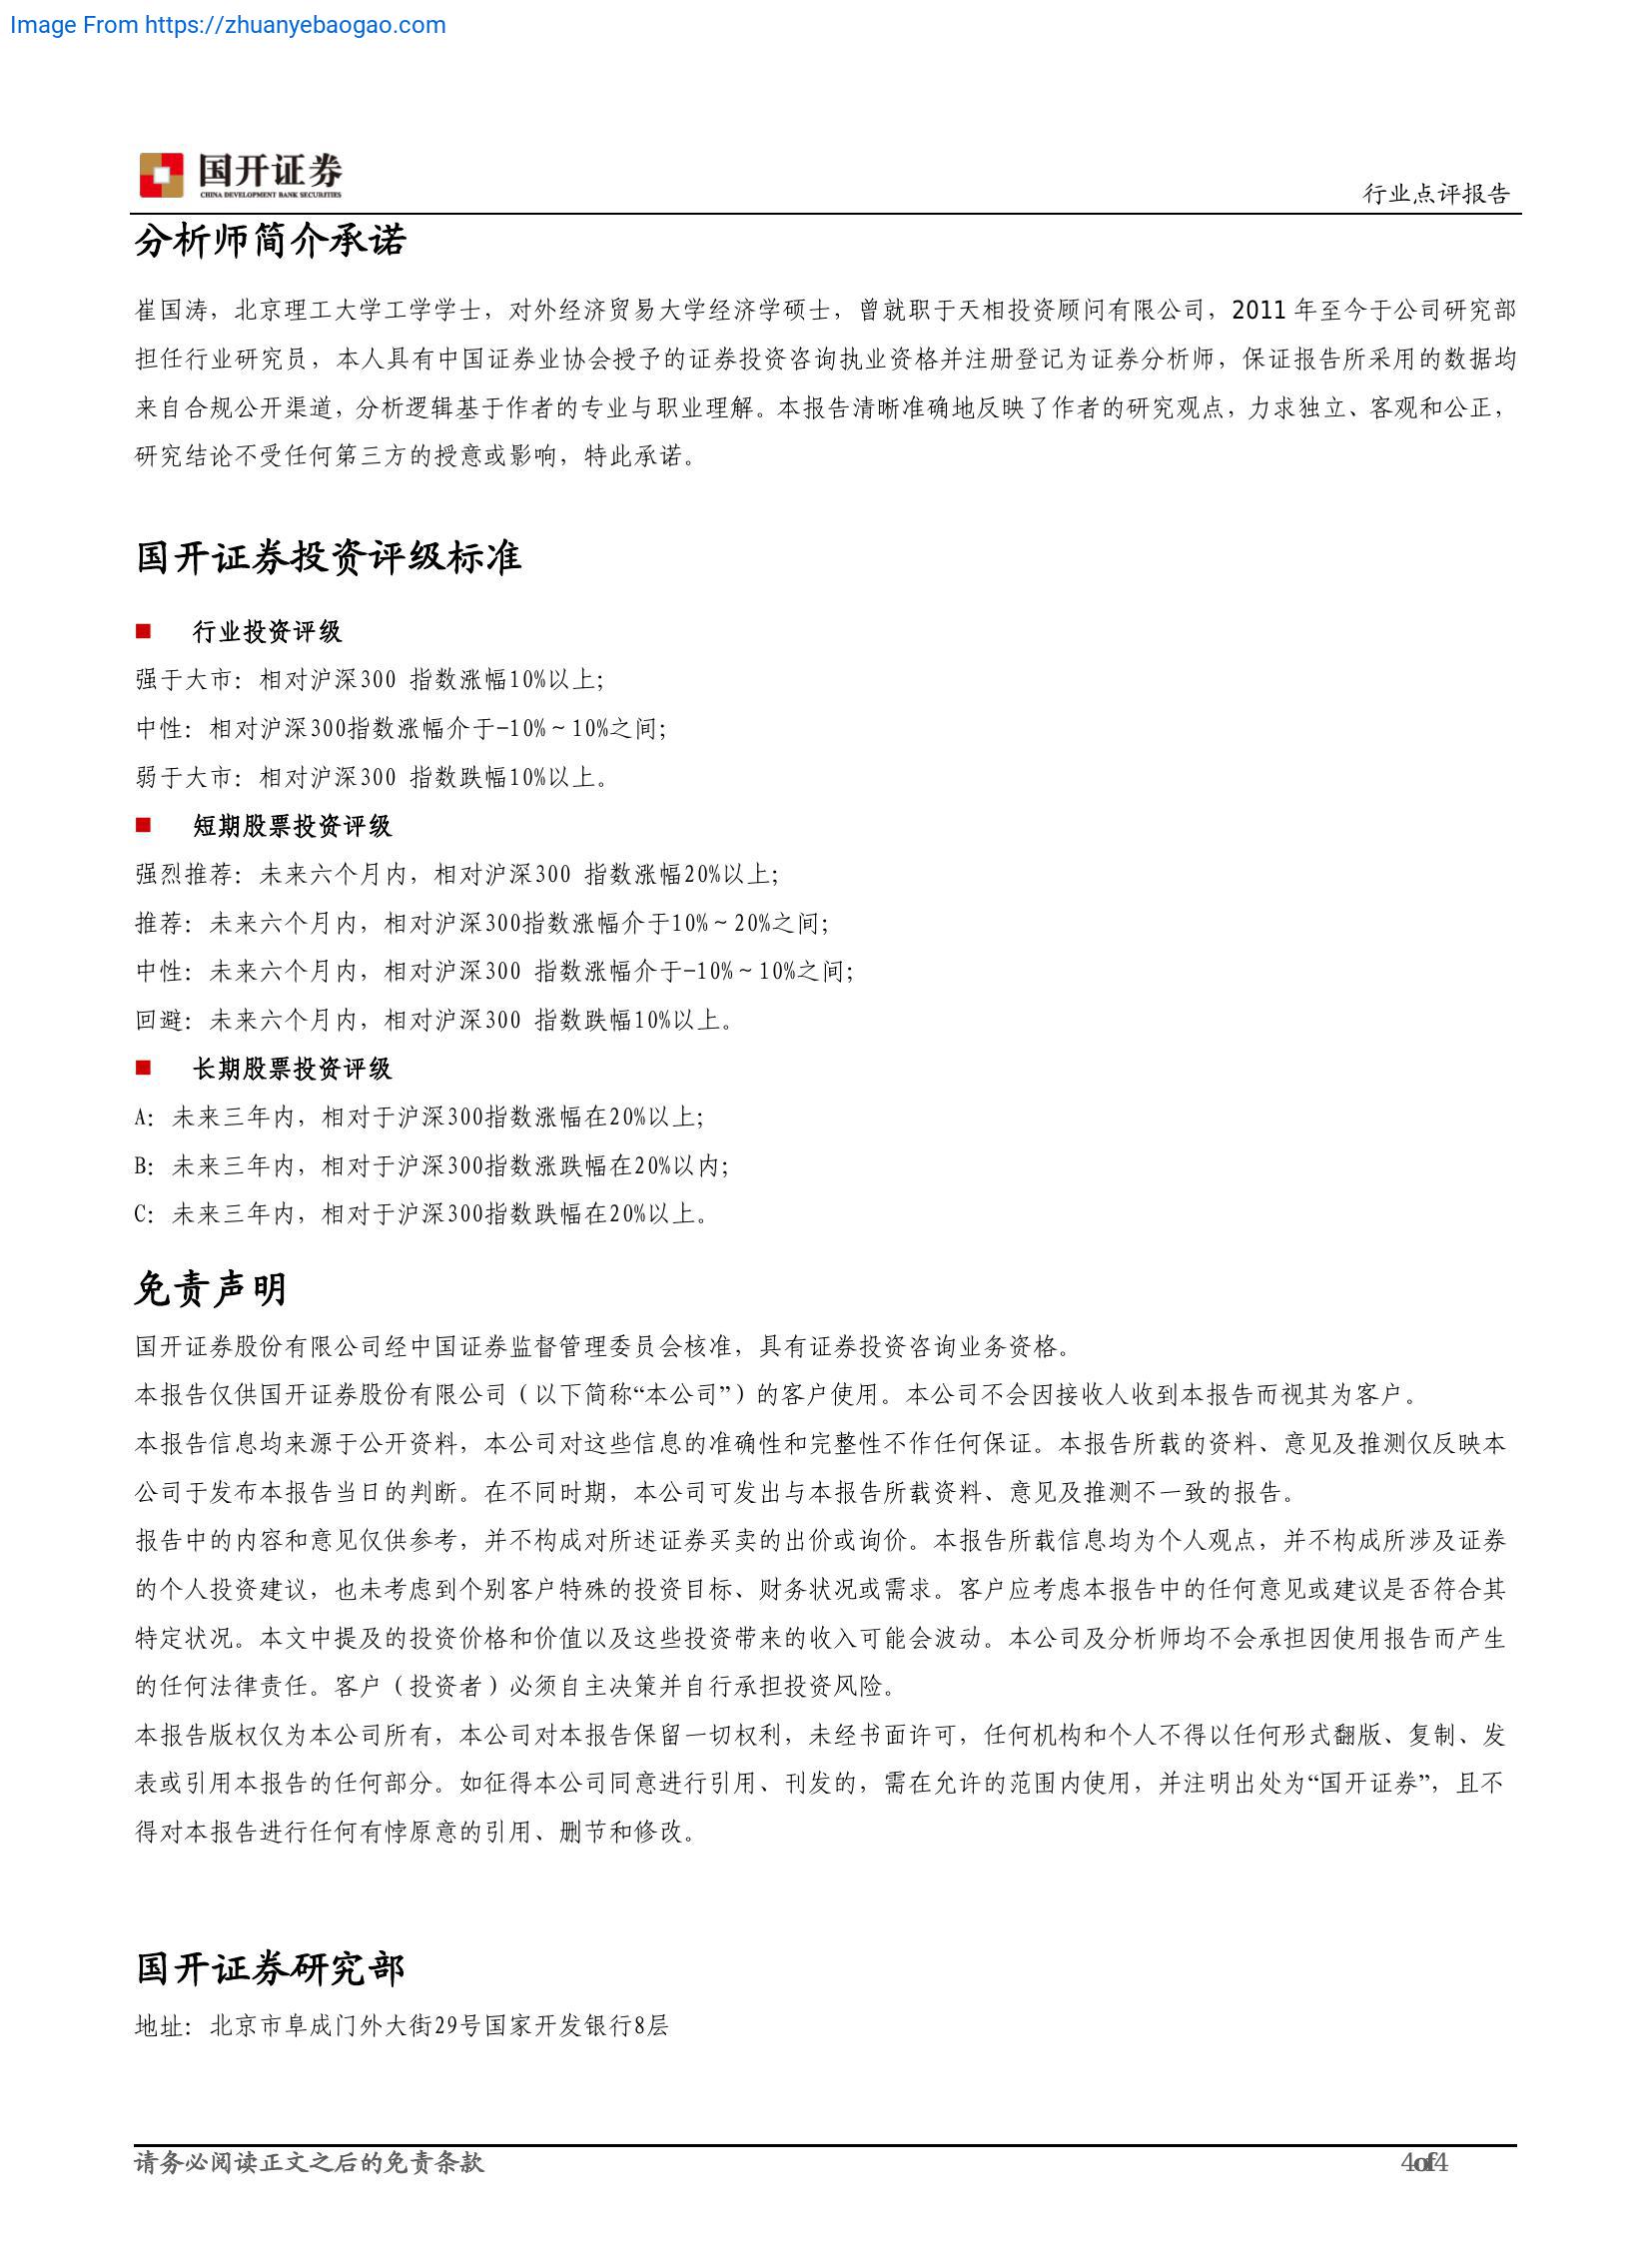 Image From https://zhuanyebaogao.com
国开证券
CHINA DEVELOPMENT BANK SECURITIES
行业点评报告
分析师简介承诺
崔国涛，北京理工大学工学学士，对外经济贸易大学经济学硕士，曾就职于天相投资顾问有限公司，2011 年至今于公司研究部
担任行业研究员，本人具有中国证券业协会授予的证券投资咨询执业资格并注册登记为证券分析师，保证报告所采用的数据均
来自合规公开渠道，分析逻辑基于作者的专业与职业理解。本报告清晰准确地反映了作者的研究观点，力求独立、客观和公正，
研究结论不受任何第三方的授意或影响，特此承诺。
国开证券投资评级标准
■ 行业投资评级
强于大市：相对沪深300 指数涨幅10%以上；
中性：相对沪深300指数涨幅介于-10%～10%之间；
弱于大市：相对沪深300 指数跌幅10%以上。
■ 短期股票投资评级
强烈推荐：未来六个月内，相对沪深300 指数涨幅20%以上；
推荐：未来六个月内，相对沪深300指数涨幅介于10%～20%之间；
中性：未来六个月内，相对沪深300 指数涨幅介于-10%～10%之间；
回避：未来六个月内，相对沪深300 指数跌幅10%以上。
■ 长期股票投资评级
A：未来三年内，相对于沪深300指数涨幅在20%以上；
B：未来三年内，相对于沪深300指数涨跌幅在20%以内；
C：未来三年内，相对于沪深300指数跌幅在20%以上。
免责声明
国开证券股份有限公司经中国证券监督管理委员会核准，具有证券投资咨询业务资格。
本报告仅供国开证券股份有限公司（以下简称“本公司”）的客户使用。本公司不会因接收人收到本报告而视其为客户。
本报告信息均来源于公开资料，本公司对这些信息的准确性和完整性不作任何保证。本报告所载的资料、意见及推测仅反映本
公司于发布本报告当日的判断。在不同时期，本公司可发出与本报告所载资料、意见及推测不一致的报告。
报告中的内容和意见仅供参考，并不构成对所述证券买卖的出价或询价。本报告所载信息均为个人观点，并不构成所涉及证券
的个人投资建议，也未考虑到个别客户特殊的投资目标、财务状况或需求。客户应考虑本报告中的任何意见或建议是否符合其
特定状况。本文中提及的投资价格和价值以及这些投资带来的收入可能会波动。本公司及分析师均不会承担因使用报告而产生
的任何法律责任。客户（投资者）必须自主决策并自行承担投资风险。
本报告版权仅为本公司所有，本公司对本报告保留一切权利，未经书面许可，任何机构和个人不得以任何形式翻版、复制、发
表或引用本报告的任何部分。如征得本公司同意进行引用、刊发的，需在允许的范围内使用，并注明出处为“国开证券”，且不
得对本报告进行任何有悖原意的引用、删节和修改。
国开证券研究部
地址：北京市阜成门外大街29号国家开发银行8层
请务必阅读正文之后的免责条款
4of4